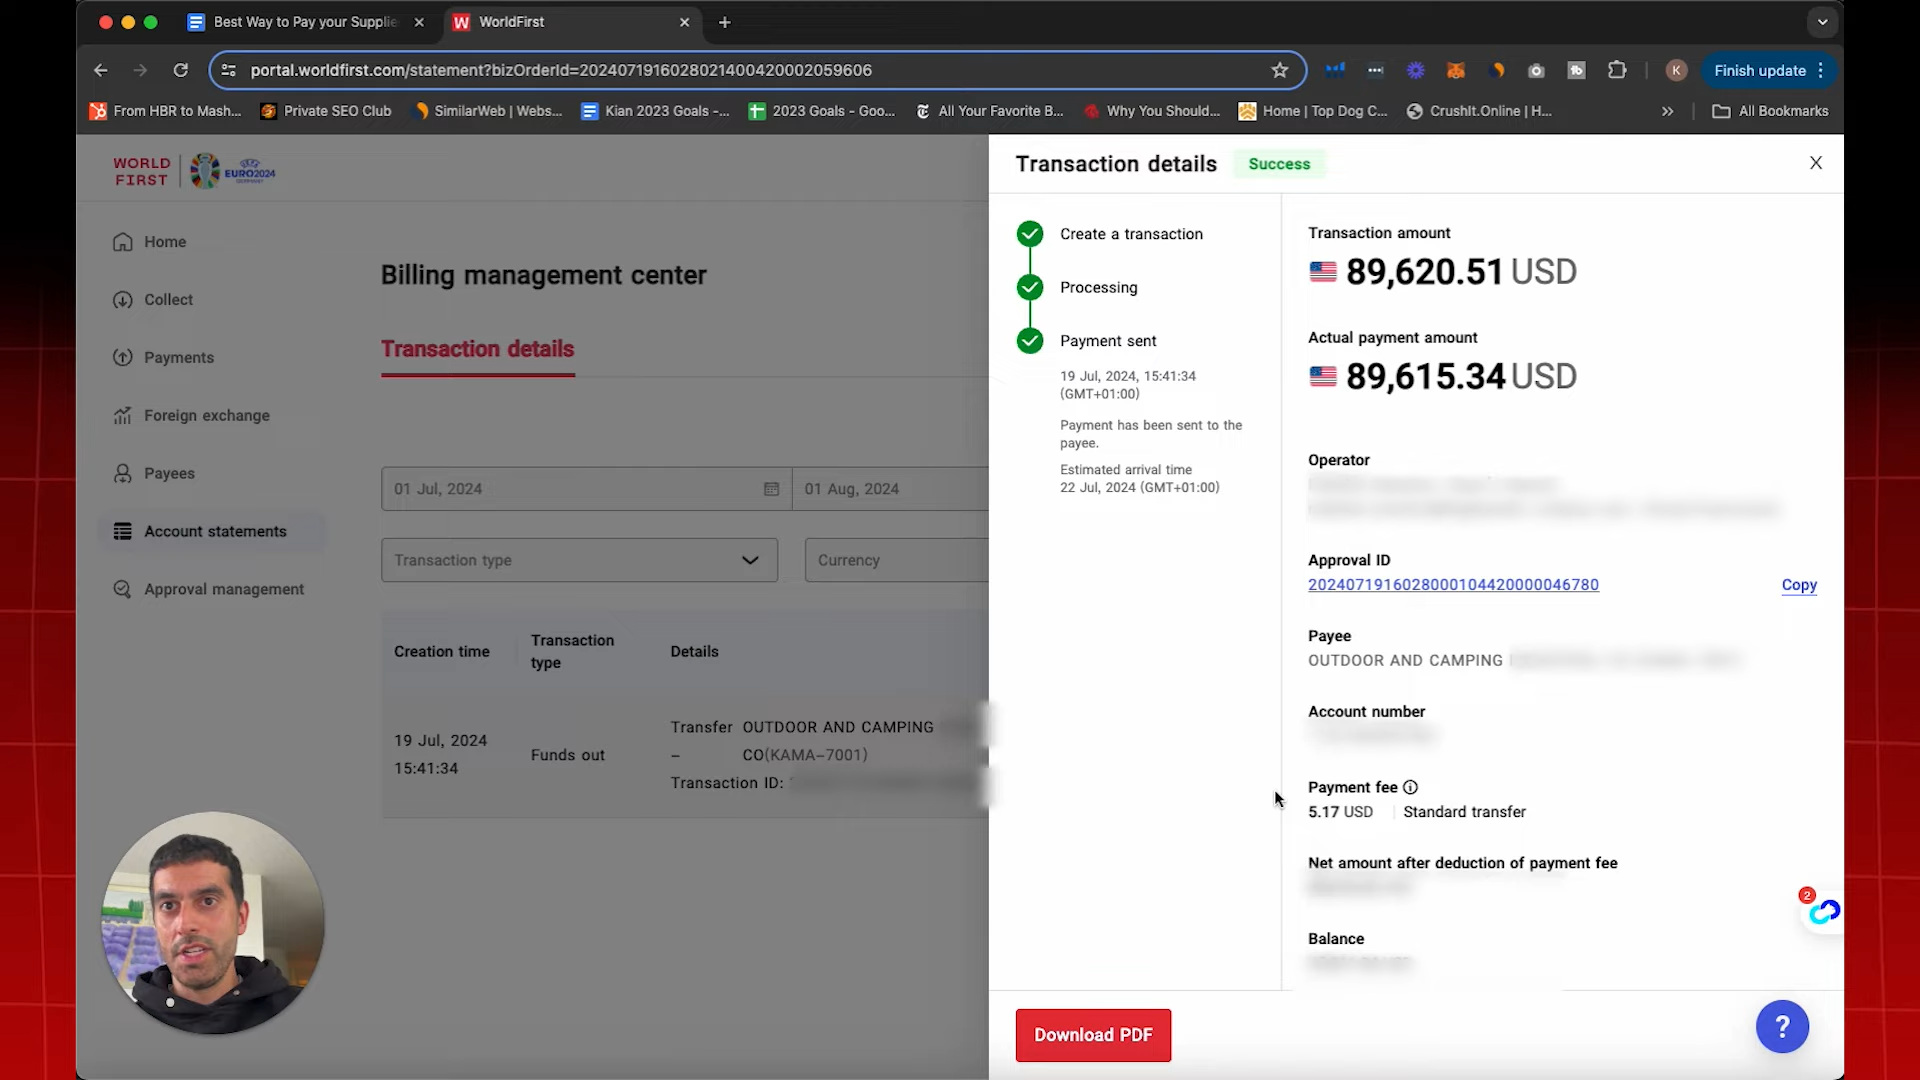 Best Way to Pay your Supplie
WorldFirst
portal.worldfirst.com/statement?bizOrderId=2024071916028021400420002059606
K
Finish update
From HBR to Mash...
Private SEO Club
SimilarWeb | Webs...
Kian 2023 Goals -...
2023 Goals - Goo...
All Your Favorite B...
Why You Should...
Home | Top Dog C...
CrushIt.Online | H...
All Bookmarks
WORLD
FIRST
EURO2024
Home
Collect
Payments
Foreign exchange
Payees
Account statements
Approval management
Billing management center
Transaction details
01 Jul, 2024
01 Aug, 2024
Transaction type
Currency
Creation time
Transaction
type
Details
19 Jul, 2024
15:41:34
Funds out
Transfer
–
OUTDOOR AND CAMPING
CO(KAMA-7001)
Transaction ID:
Transaction details
Success
Create a transaction
Processing
Payment sent
19 Jul, 2024, 15:41:34
(GMT+01:00)
Payment has been sent to the
payee.
Estimated arrival time
22 Jul, 2024 (GMT+01:00)
Transaction amount
89,620.51 USD
Actual payment amount
89,615.34 USD
Operator
Approval ID
2024071916028000104420000046780
Copy
Payee
OUTDOOR AND CAMPING
Account number
Payment fee
5.17 USD
Standard transfer
Net amount after deduction of payment fee
Balance
2
Download PDF
?